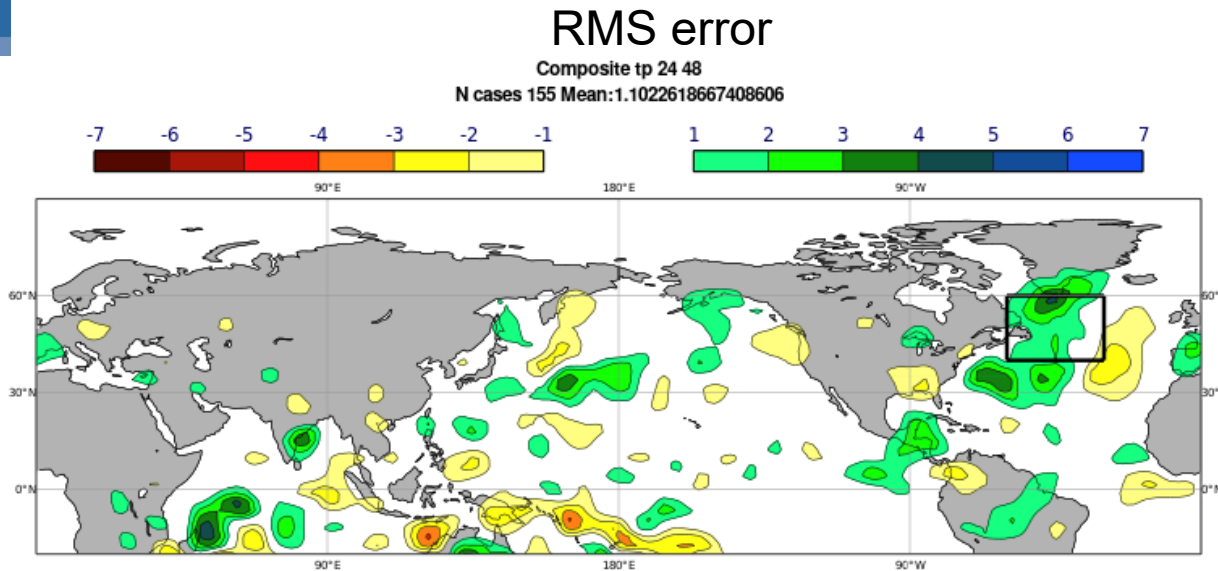 RMS error
Composite tp 24 48
N cases 155 Mean:1.1022618667408606
-7 -6 -5 -4 -3 -2 -1 1 2 3 4 5 6 7
90°E 180°E 90°W
60°N 60°
30°N 30°
0°N 0°N
90°E 180°E 90°W